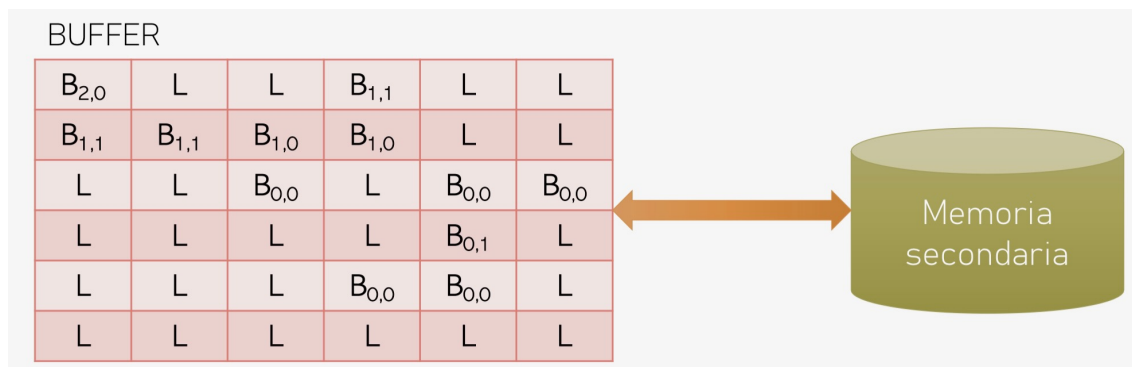 BUFFER
B2,0 L L B1,1 L L
B1,1 B1,1 B1,0 B1,0 L L
L L B0,0 L B0,0 B0,0
L L L L B0,1 L
L L L B0,0 B0,0 L
L L L L L L
Memoria
secondaria